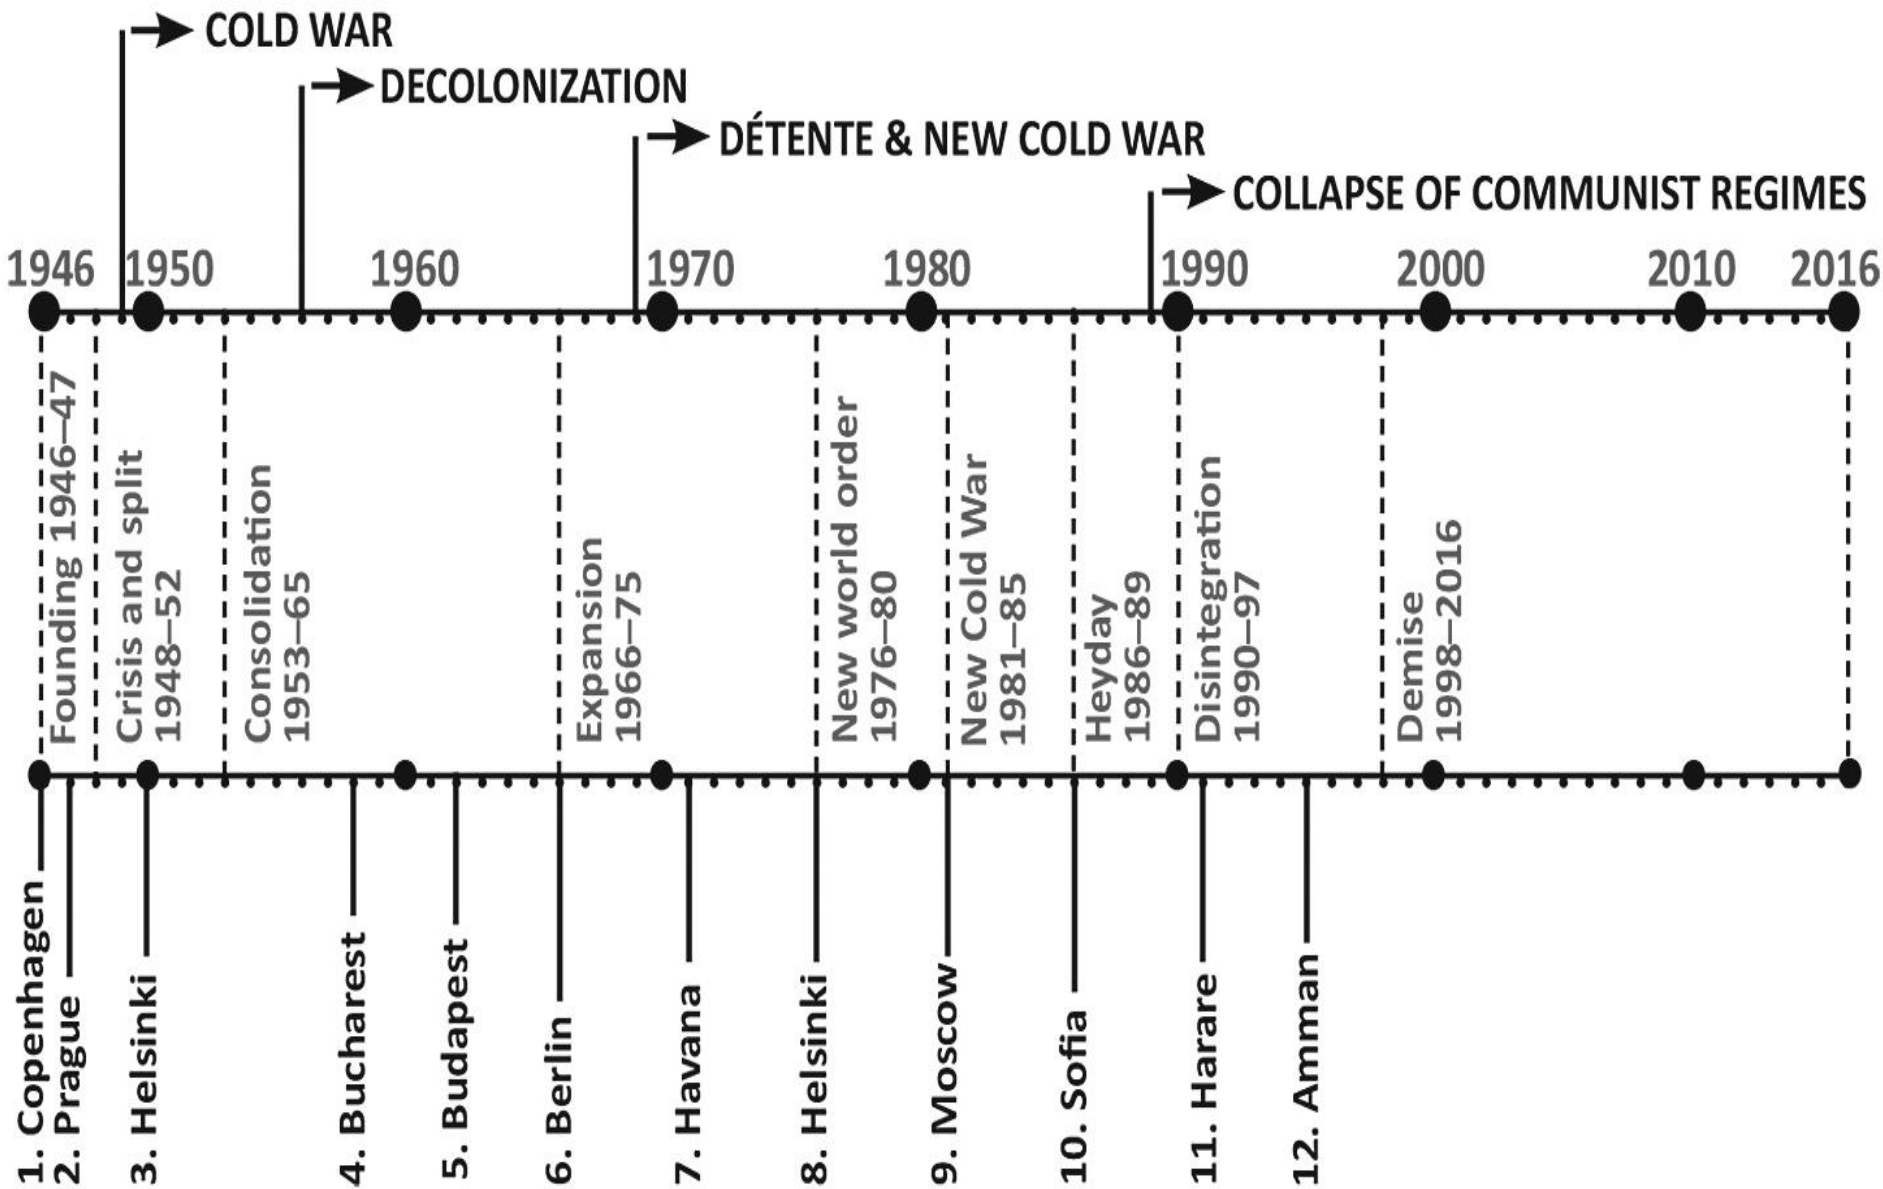 COLD WAR
DECOLONIZATION
DÉTENTE & NEW COLD WAR
COLLAPSE OF COMMUNIST REGIMES
1946
1950
1960
1970
1980
1990
2000
2010
2016
Founding 1946–47
Crisis and split
1948–52
Consolidation
1953–65
Expansion
1966–75
New world order
1976–80
New Cold War
1981–85
Heyday
1986–89
Disintegration
1990–97
Demise
1998–2016
1. Copenhagen
2. Prague
3. Helsinki
4. Bucharest
5. Budapest
6. Berlin
7. Havana
8. Helsinki
9. Moscow
10. Sofia
11. Harare
12. Amman